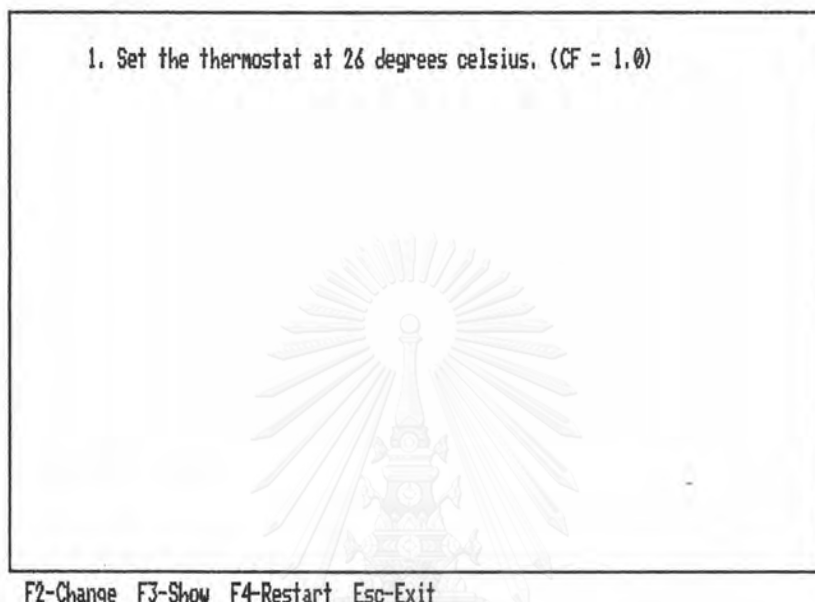 1. Set the thermostat at 26 degrees celsius. (CF = 1.0)
F2-Change F3-Show F4-Restart Esc-Exit